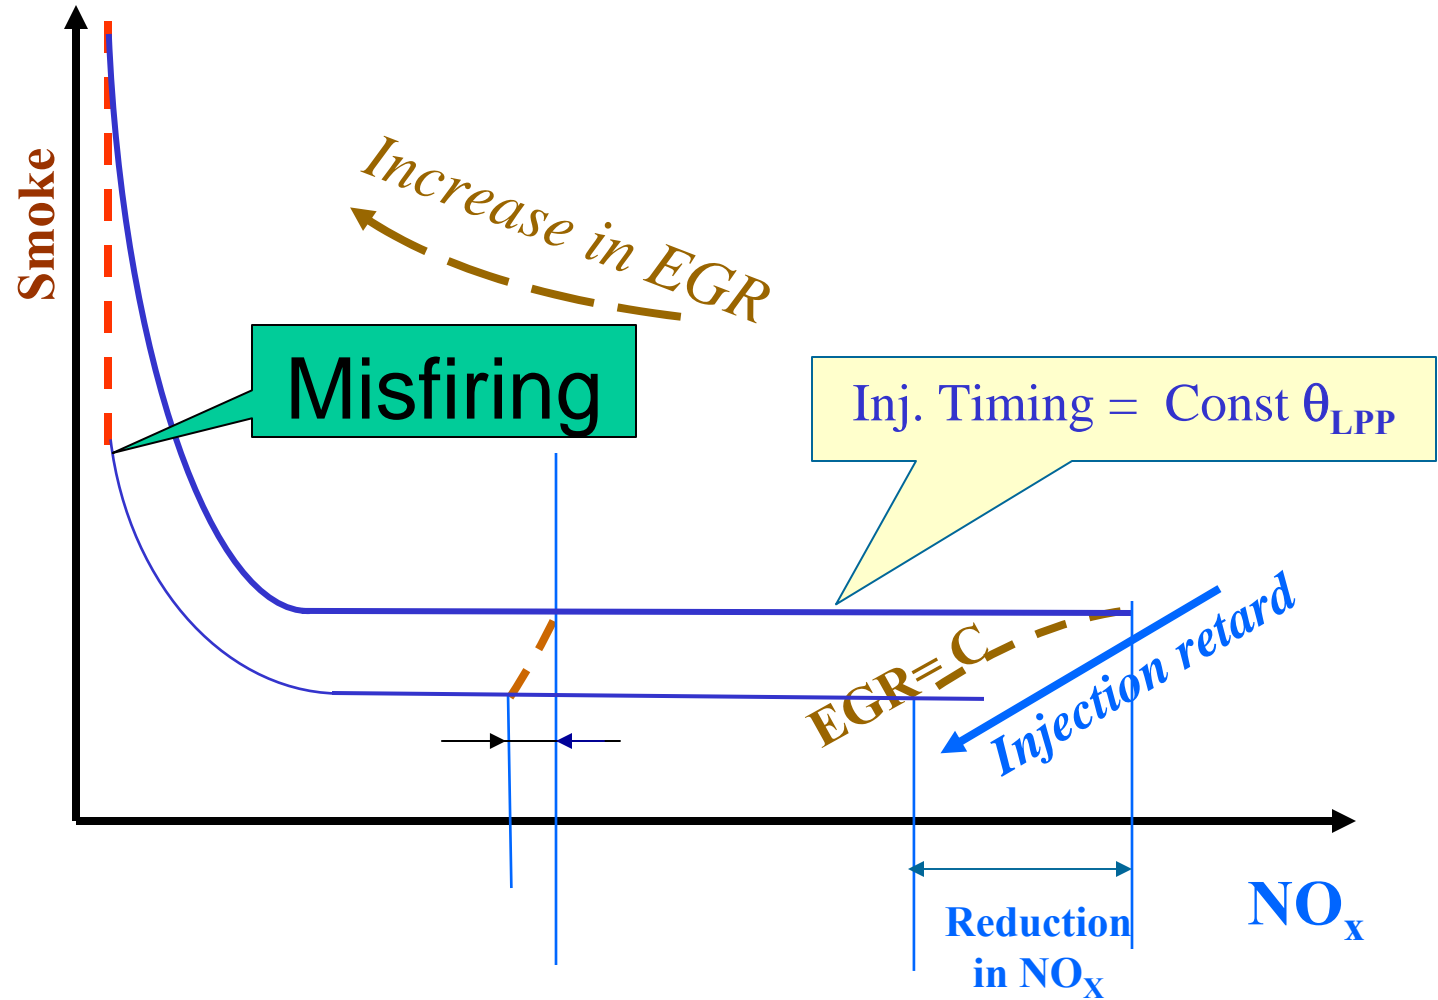 Smoke
Increase in EGR
Misfiring
Inj. Timing = Const θLPP
EGR= C
Injection retard
NOx
Reduction
in NOX